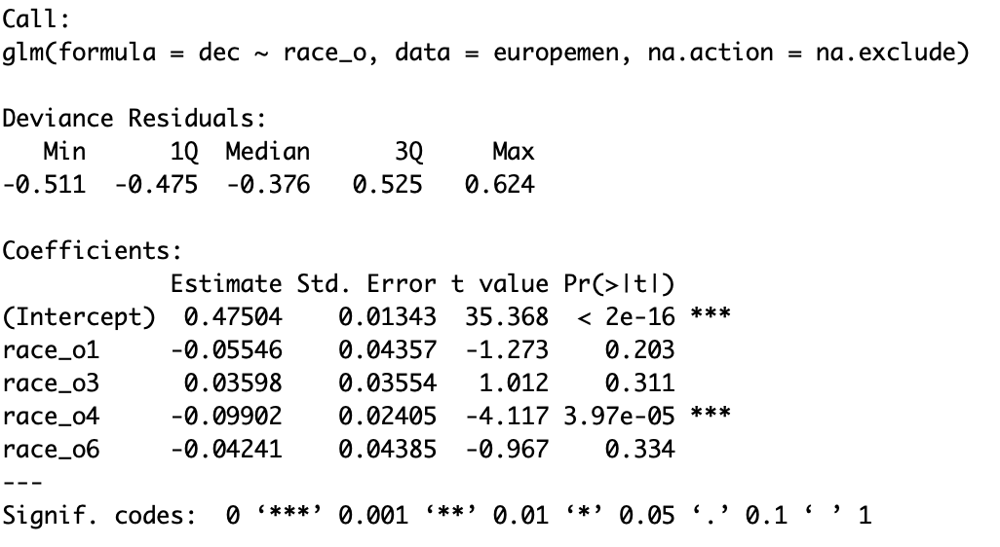 Call:
glm(formula = dec ~ race_o, data = europemen, na.action = na.exclude)
Deviance Residuals:
Min 1Q Median 3Q Max
-0.511 -0.475 -0.376 0.525 0.624
Coefficients:
Estimate Std. Error t value Pr(>|t|)
(Intercept) 0.47504 0.01343 35.368 < 2e-16 ***
race_o1 -0.05546 0.04357 -1.273 0.203
race_o3 0.03598 0.03554 1.012 0.311
race_o4 -0.09902 0.02405 -4.117 3.97e-05 ***
race_o6 -0.04241 0.04385 -0.967 0.334
---
Signif. codes: 0 ‘***’ 0.001 ‘**’ 0.01 ‘*’ 0.05 ‘.’ 0.1 ‘ ’ 1